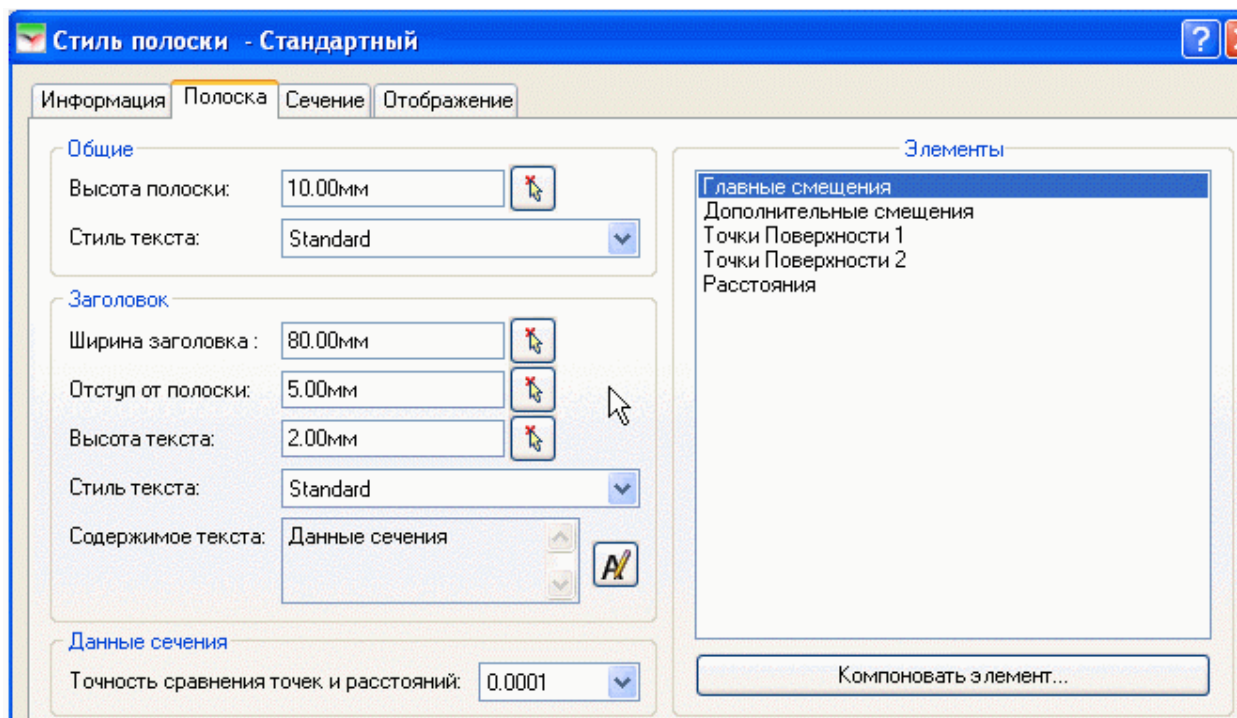 Стиль полоски - Стандартный
Информация Полоска Сечение Отображение
Общие
Высота полоски: 10.00мм
Стиль текста: Standard
Заголовок
Ширина заголовка : 80.00мм
Отступ от полоски: 5.00мм
Высота текста: 2.00мм
Стиль текста: Standard
Содержимое текста: Данные сечения
Данные сечения
Точность сравнения точек и расстояний: 0.0001
Элементы
Главные смещения
Дополнительные смещения
Точки Поверхности 1
Точки Поверхности 2
Расстояния
Компоновать элемент...